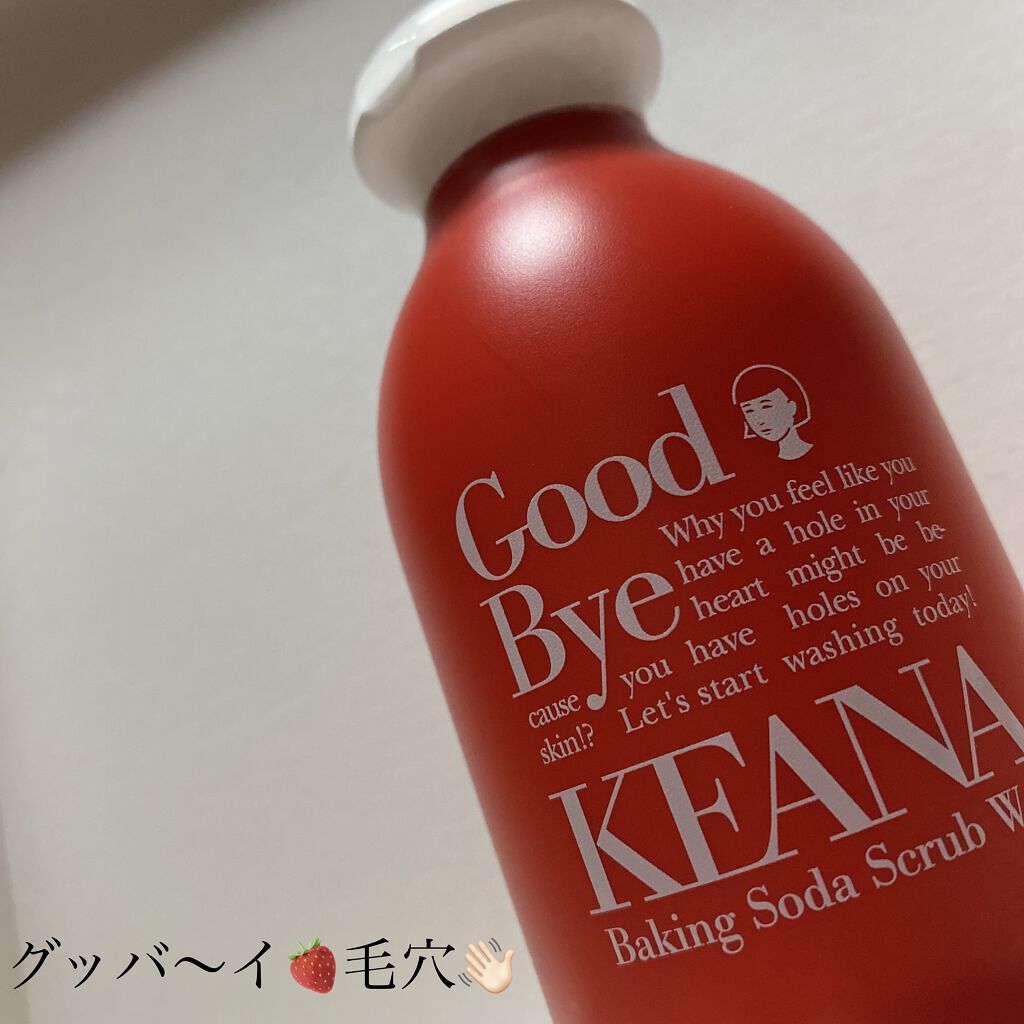 Good
Bye
Why you feel like you
have a hole in your
heart might be be-
cause you have holes on your
skin!? Let's start washing today!
KEANA
Baking Soda Scrub
グッバ〜イ🍓毛穴👋🏻